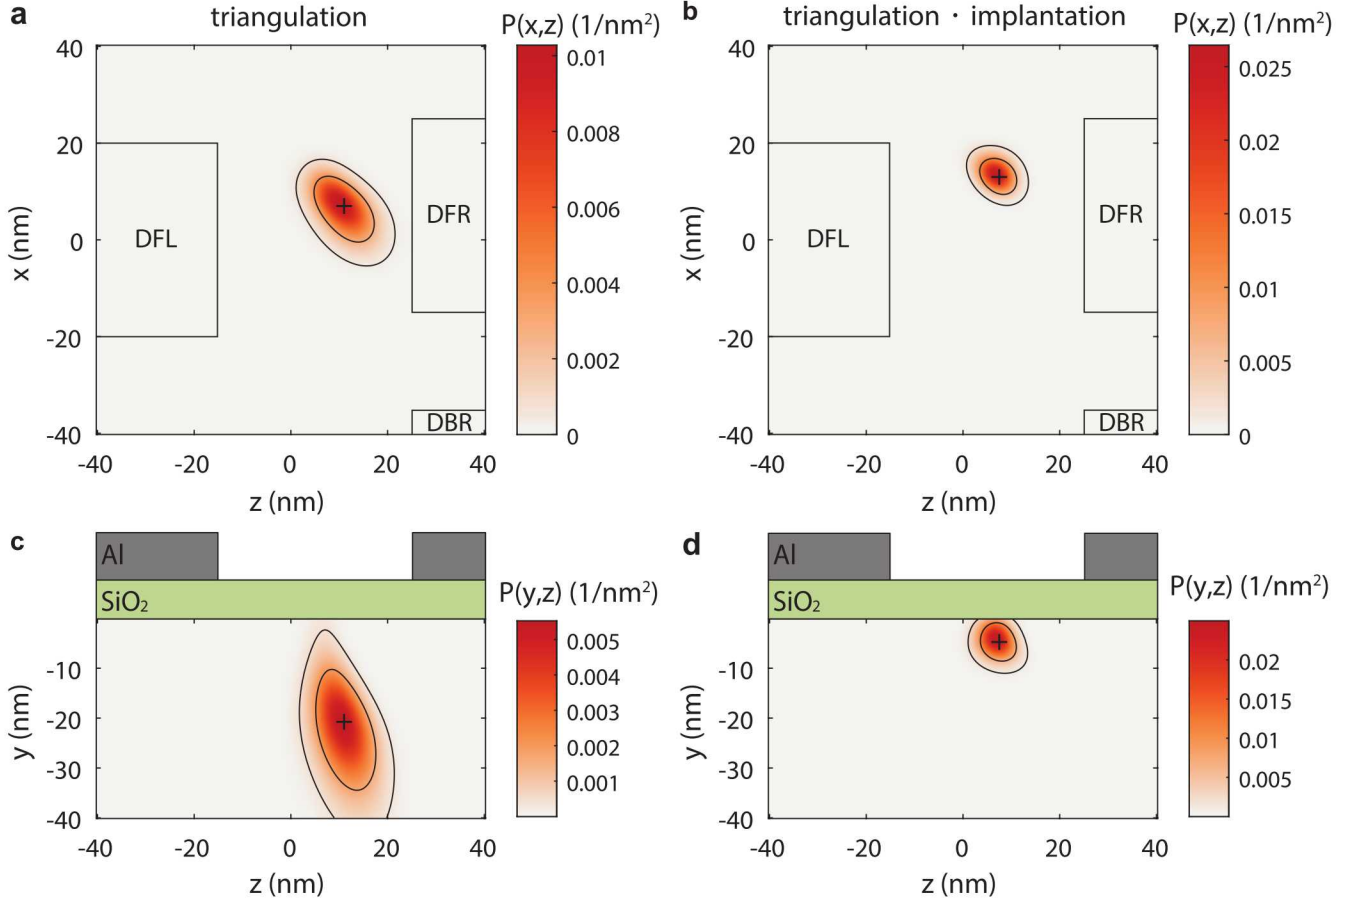 a
triangulation
P(x,z) (1/nm²)
40
20
0
-20
-40
x (nm)
DFL
DFR
DBR
-40
-20
0
20
40
z (nm)
0.01
0.008
0.006
0.004
0.002
0
b
triangulation · implantation
P(x,z) (1/nm²)
40
20
0
-20
-40
x (nm)
DFL
DFR
DBR
-40
-20
0
20
40
z (nm)
0.025
0.02
0.015
0.01
0.005
0
c
Al
SiO₂
P(y,z) (1/nm²)
-10
-20
-30
-40
y (nm)
-40
-20
0
20
40
z (nm)
0.005
0.004
0.003
0.002
0.001
d
Al
SiO₂
P(y,z) (1/nm²)
-10
-20
-30
-40
y (nm)
-40
-20
0
20
40
z (nm)
0.02
0.015
0.01
0.005